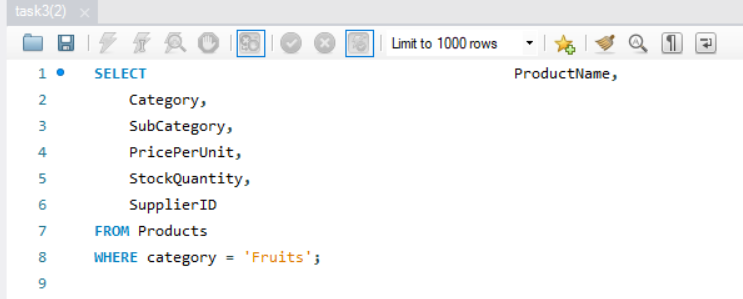 task3(2) ×
Limit to 1000 rows
1 SELECT ProductName,
2 Category,
3 SubCategory,
4 PricePerUnit,
5 StockQuantity,
6 SupplierID
7 FROM Products
8 WHERE category = 'Fruits';
9